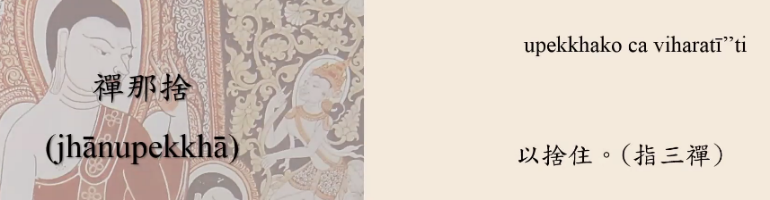 禪那捨
(jhānupekkhā)
upekkhako ca viharatī’’ti
以捨住。(指三禪)